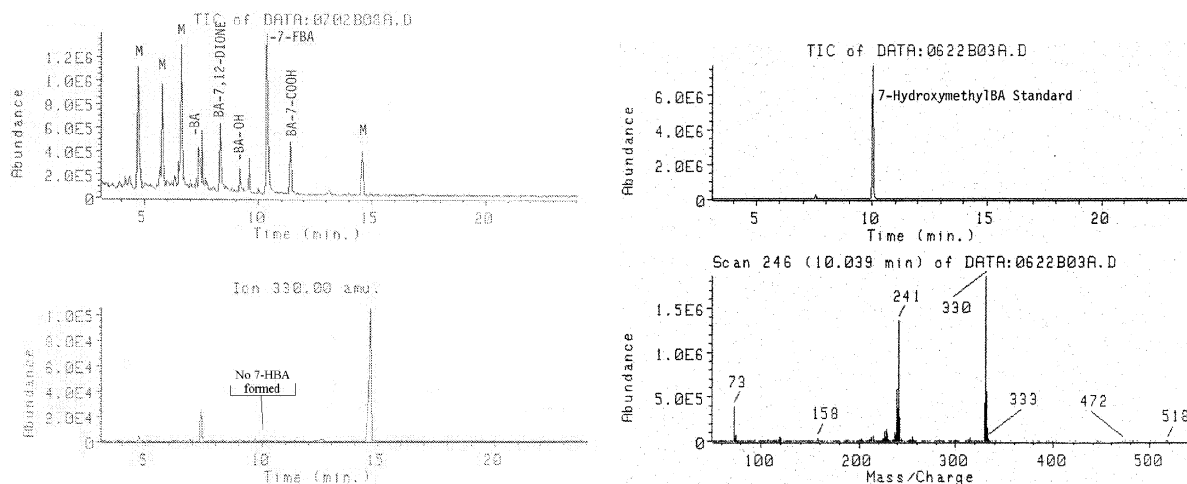 TIC of DATA:0702B08A.D
Abundance
1.2E6
1.0E6
8.0E5
6.0E5
4.0E5
2.0E5
0
M
M
M
-BA
BA-7,12-DIONE
-BA-OH
-7-FBA
BA-7-COOH
M
5
10
15
20
Time (min.)
Ion 330.00 amu.
Abundance
1.0E5
8.0E4
6.0E4
4.0E4
2.0E4
0
No 7-HBA
formed
5
10
15
20
Time (min.)
TIC of DATA:0622B03A.D
Abundance
6.0E6
4.0E6
2.0E6
0
7-HydroxymethylBA Standard
5
10
15
20
Time (min.)
Scan 246 (10.039 min) of DATA:0622B03A.D
Abundance
1.5E6
1.0E6
5.0E5
0
73
158
241
330
333
472
518
100
200
300
400
500
Mass/Charge